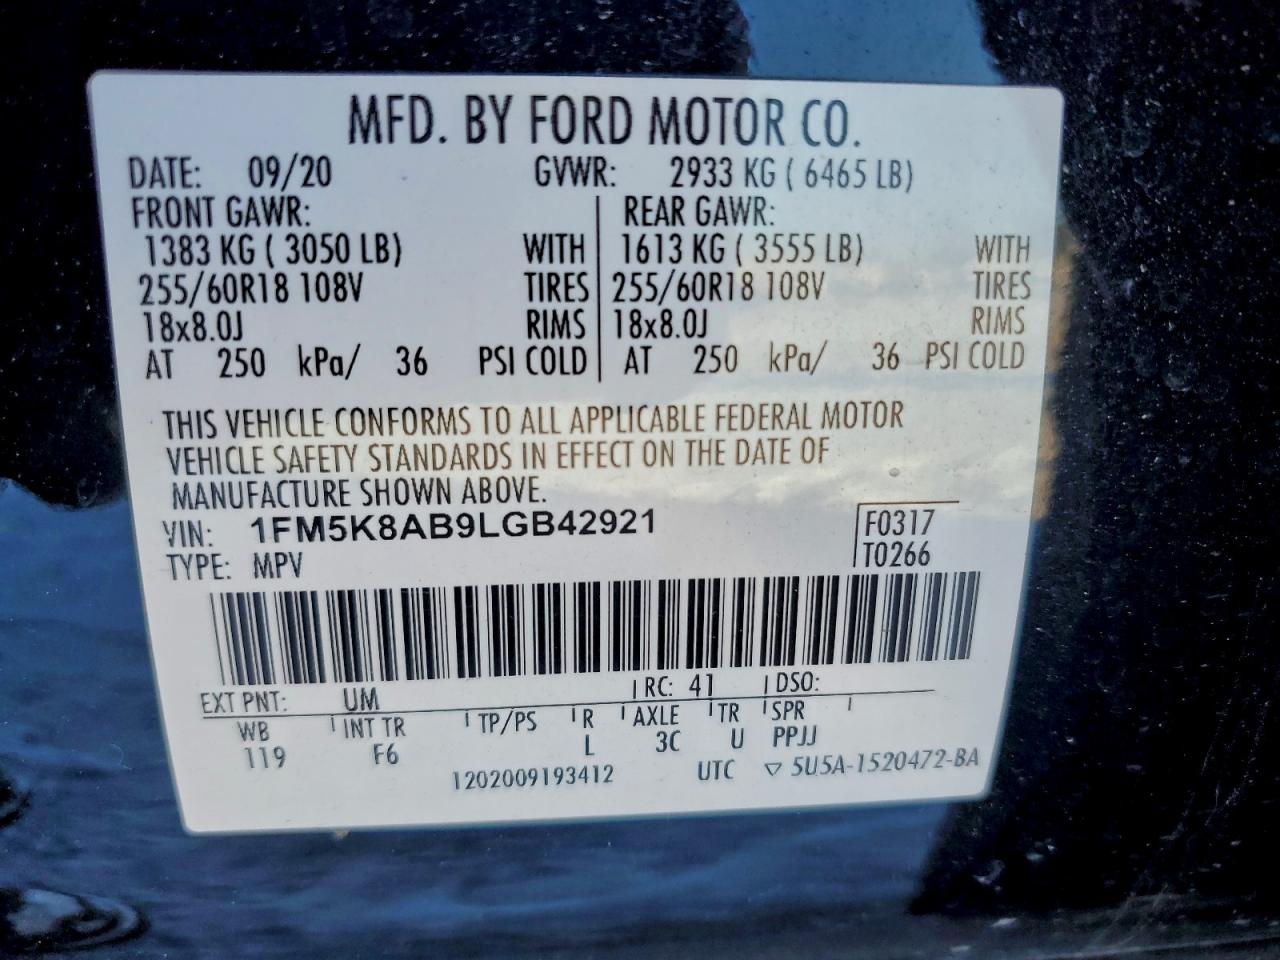 MFD. BY FORD MOTOR CO.
DATE: 09/20 GVWR: 2933 KG ( 6465 LB)
FRONT GAWR: REAR GAWR:
1383 KG ( 3050 LB) WITH 1613 KG ( 3555 LB) WITH
255/60R18 108V TIRES 255/60R18 108V TIRES
18x8.0J RIMS 18x8.0J RIMS
AT 250 kPa/ 36 PSI COLD AT 250 kPa/ 36 PSI COLD
THIS VEHICLE CONFORMS TO ALL APPLICABLE FEDERAL MOTOR
VEHICLE SAFETY STANDARDS IN EFFECT ON THE DATE OF
MANUFACTURE SHOWN ABOVE.
VIN: 1FM5K8AB9LGB42921 F0317
TYPE: MPV T0266
EXT PNT: UM RC: 41 DSO:
WB INT TR TP/PS R AXLE TR SPR
119 F6 L 3C U PPJJ
1202009193412 UTC ▽ 5U5A-1520472-BA